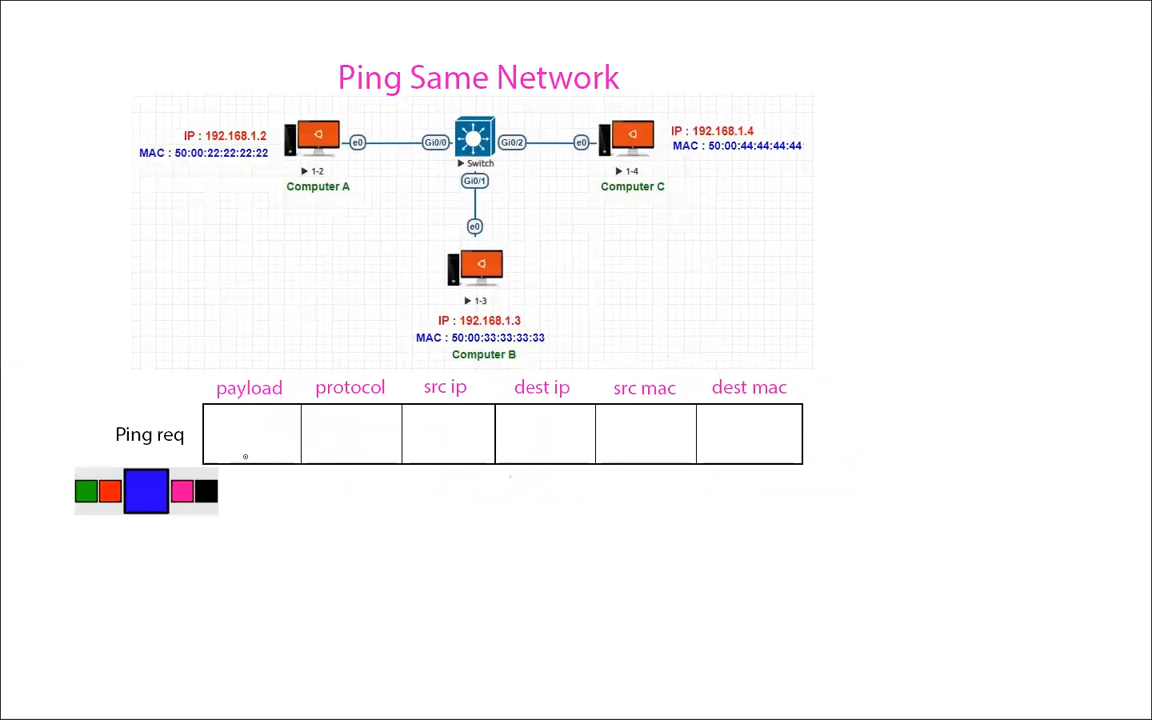 Ping Same Network
IP : 192.168.1.2
MAC : 50:00:22:22:22:22
e0
Gi0/0
Gi0/2
e0
IP : 192.168.1.4
MAC : 50:00:44:44:44:44
Switch
1-2
1-4
Gi0/1
Computer A
Computer C
e0
1-3
IP : 192.168.1.3
MAC : 50:00:33:33:33:33
Computer B
payload protocol src ip dest ip src mac dest mac
Ping req